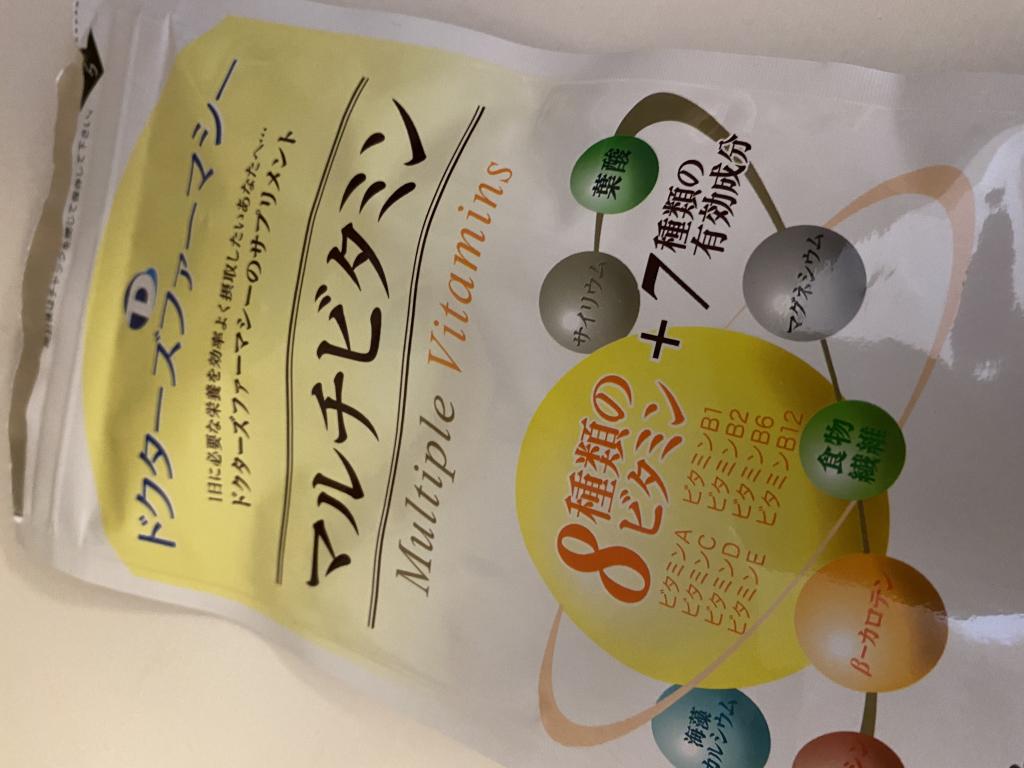 ドクターズファーマシー
1日に必要な栄養を効率よく摂取したいあなたへ…
ドクターズファーマシーのサプリメント
マルチビタミン
Multiple Vitamins
8種類の
ビタミン
ビタミンA
ビタミンC
ビタミンD
ビタミンE
ビタミンB1
ビタミンB2
ビタミンB6
ビタミンB12
+7種類の
有効成分
葉酸
サイリウム
マグネシウム
食物
繊維
β-カロテン
海藻
カルシウム